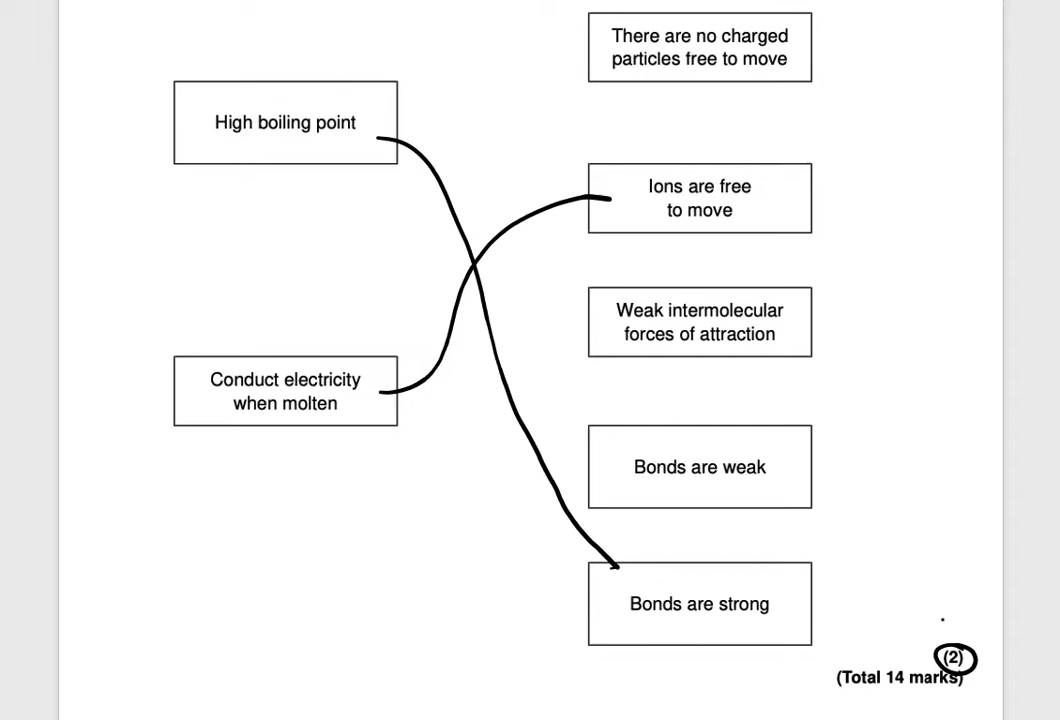 There are no charged
particles free to move
High boiling point
Ions are free
to move
Weak intermolecular
forces of attraction
Conduct electricity
when molten
Bonds are weak
Bonds are strong
(2)
(Total 14 marks)